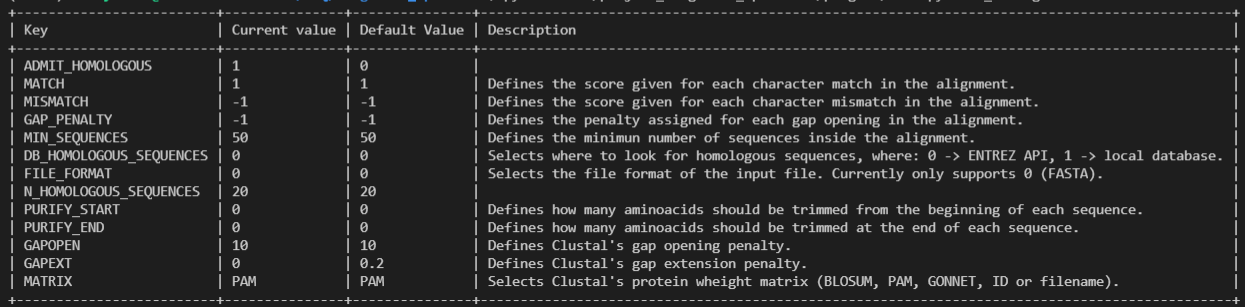 Key | Current value | Default Value | Description
ADMIT_HOMOLOGOUS | 1 | 0 |
MATCH | 1 | 1 | Defines the score given for each character match in the alignment.
MISMATCH | -1 | -1 | Defines the score given for each character mismatch in the alignment.
GAP_PENALTY | -1 | -1 | Defines the penalty assigned for each gap opening in the alignment.
MIN_SEQUENCES | 50 | 50 | Defines the minimun number of sequences inside the alignment.
DB_HOMOLOGOUS_SEQUENCES | 0 | 0 | Selects where to look for homologous sequences, where: 0 -> ENTREZ API, 1 -> local database.
FILE_FORMAT | 0 | 0 | Selects the file format of the input file. Currently only supports 0 (FASTA).
N_HOMOLOGOUS_SEQUENCES | 20 | 20 |
PURIFY_START | 0 | 0 | Defines how many aminoacids should be trimmed from the beginning of each sequence.
PURIFY_END | 0 | 0 | Defines how many aminoacids should be trimmed at the end of each sequence.
GAPOPEN | 10 | 10 | Defines Clustal's gap opening penalty.
GAPEXT | 0 | 0.2 | Defines Clustal's gap extension penalty.
MATRIX | PAM | PAM | Selects Clustal's protein wheight matrix (BLOSUM, PAM, GONNET, ID or filename).